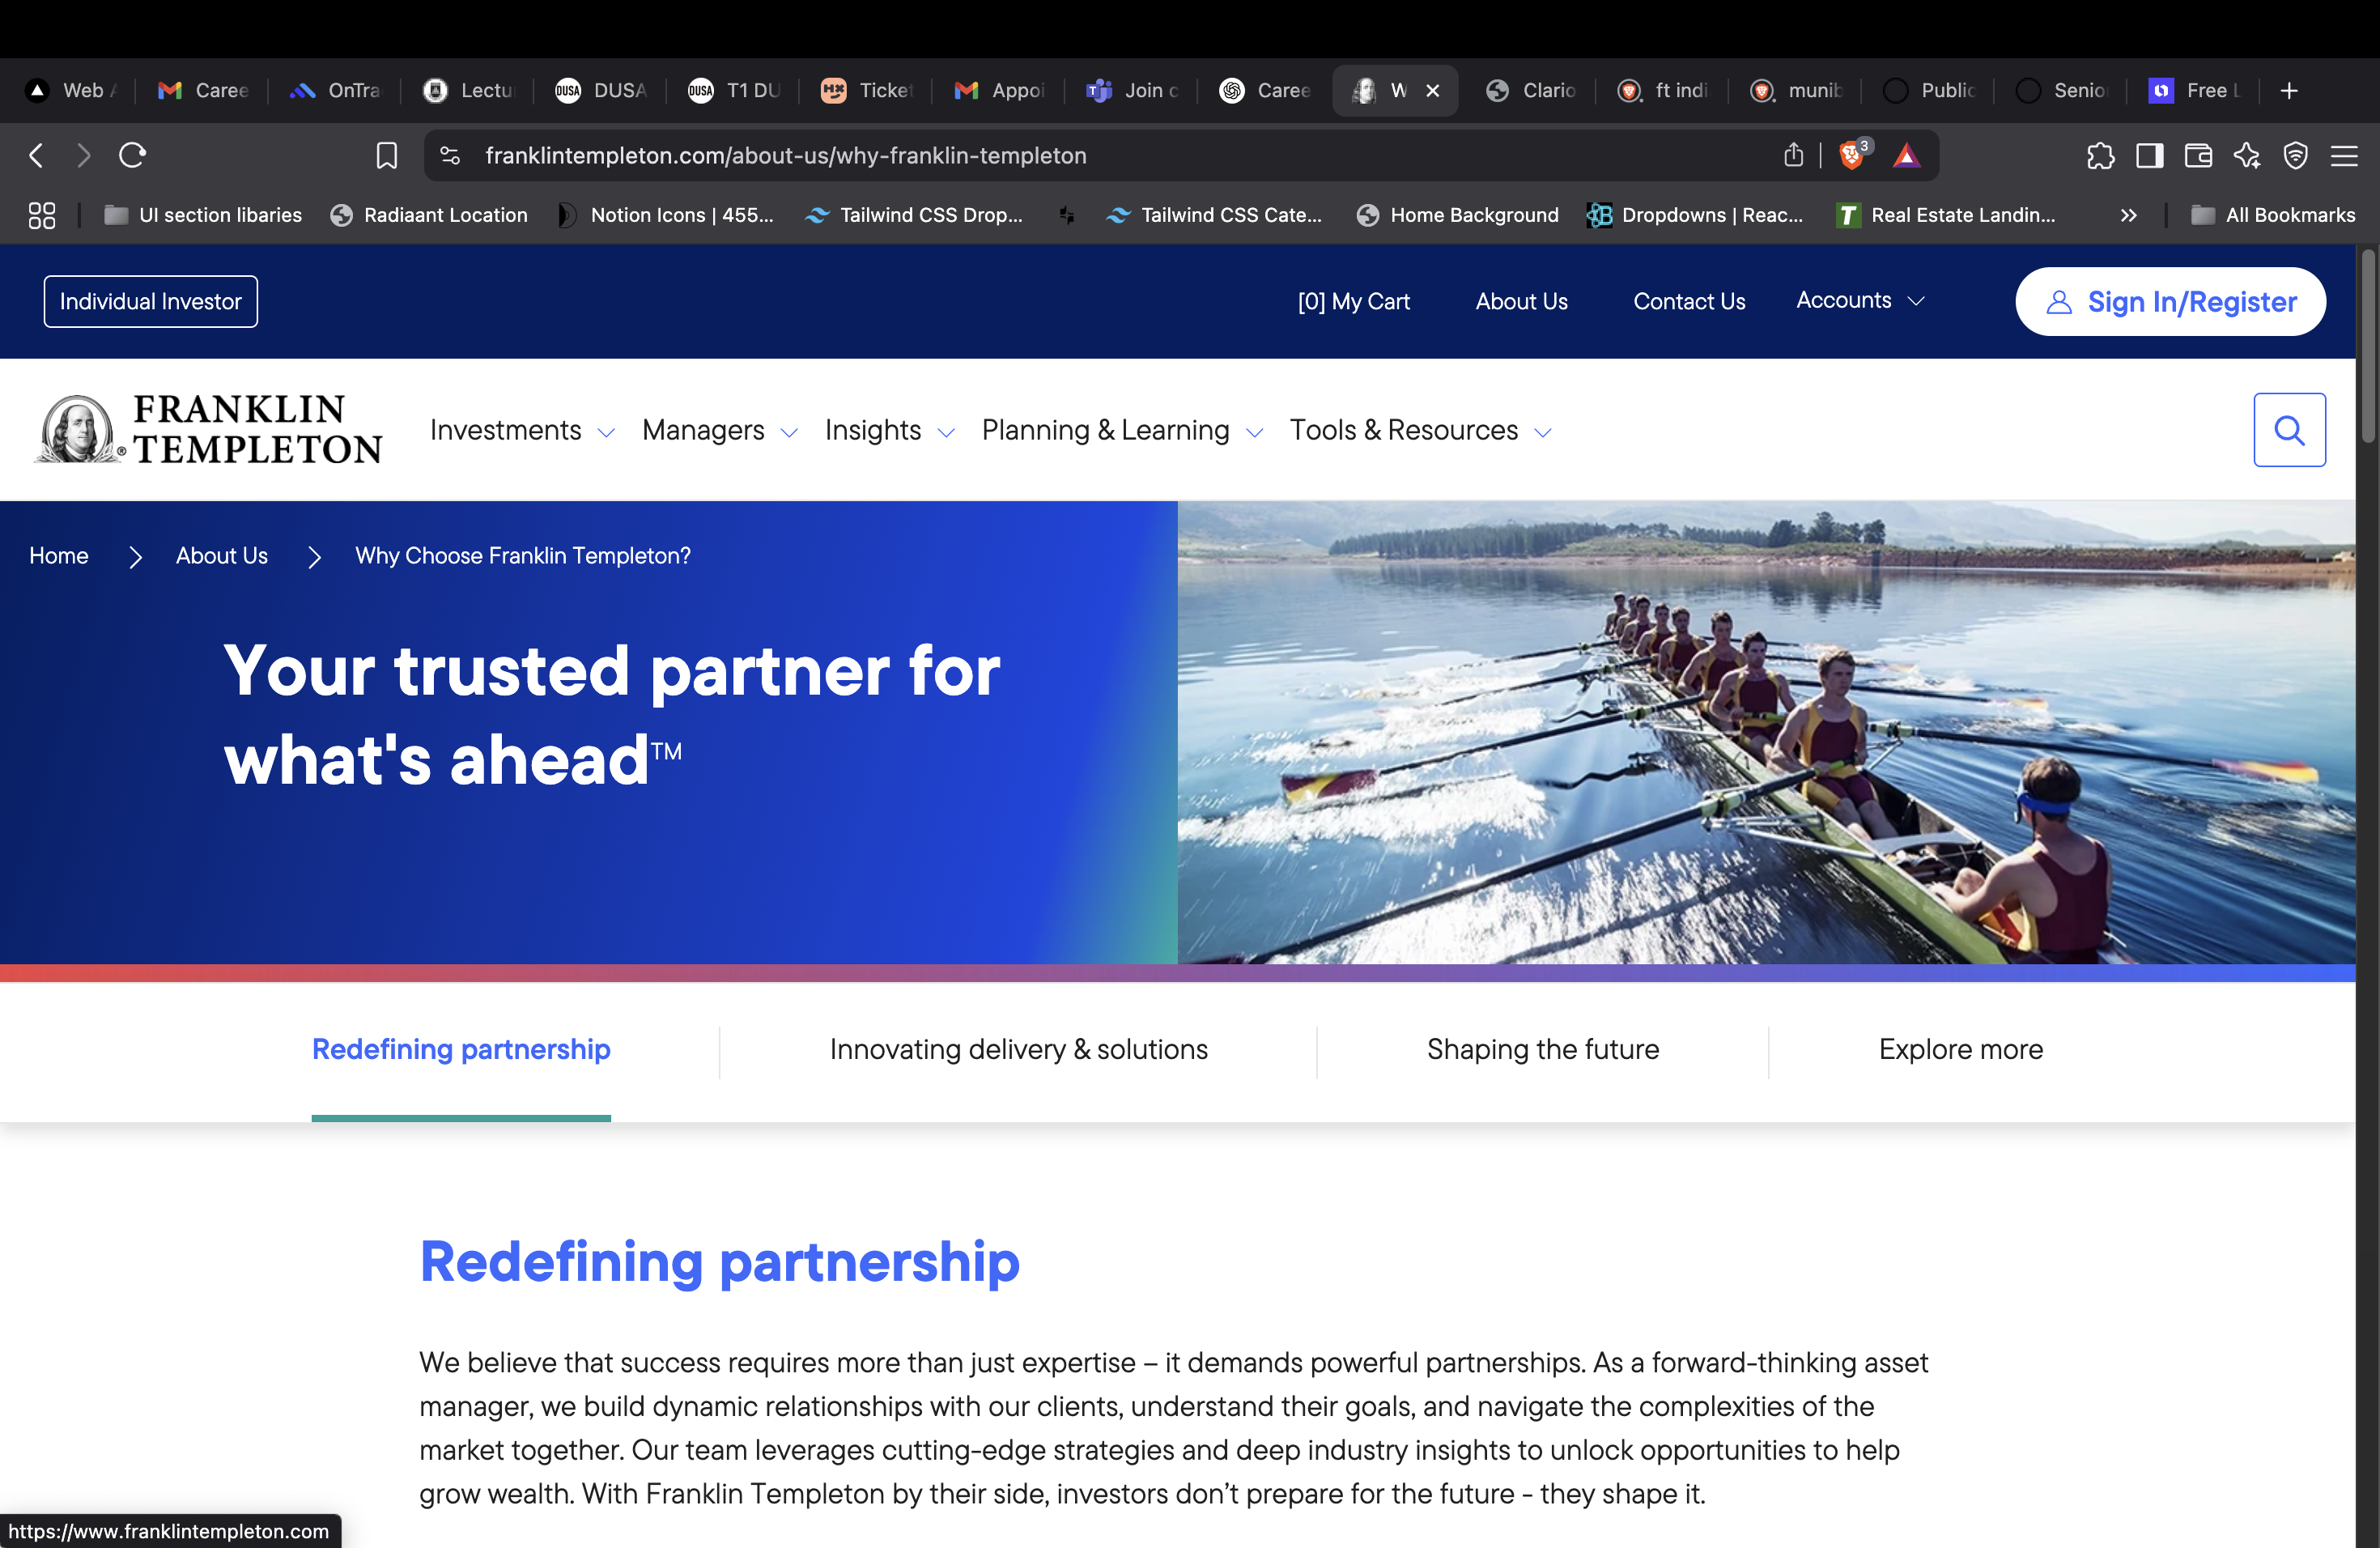 Web
Caree
OnTra
Lectu
DUSA DUSA
DUSA T1 DU
Ticket
Appoi
Join c
Caree
W
Clario
ft indi
munib
Public
Senio
Free L
franklintempleton.com/about-us/why-franklin-templeton
3
UI section libaries
Radiaant Location
Notion Icons | 455...
Tailwind CSS Drop...
Tailwind CSS Cate...
Home Background
Dropdowns | Reac...
Real Estate Landin...
All Bookmarks
Individual Investor
[0] My Cart
About Us
Contact Us
Accounts
Sign In/Register
FRANKLIN
TEMPLETON
Investments
Managers
Insights
Planning & Learning
Tools & Resources
Home
About Us
Why Choose Franklin Templeton?
Your trusted partner for
what's ahead™
Redefining partnership
Innovating delivery & solutions
Shaping the future
Explore more
Redefining partnership
We believe that success requires more than just expertise – it demands powerful partnerships. As a forward-thinking asset
manager, we build dynamic relationships with our clients, understand their goals, and navigate the complexities of the
market together. Our team leverages cutting-edge strategies and deep industry insights to unlock opportunities to help
grow wealth. With Franklin Templeton by their side, investors don’t prepare for the future - they shape it.
https://www.franklintempleton.com